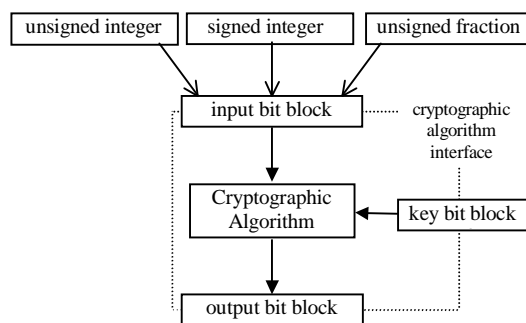 unsigned integer
signed integer
unsigned fraction
input bit block
cryptographic
algorithm
interface
Cryptographic
Algorithm
key bit block
output bit block